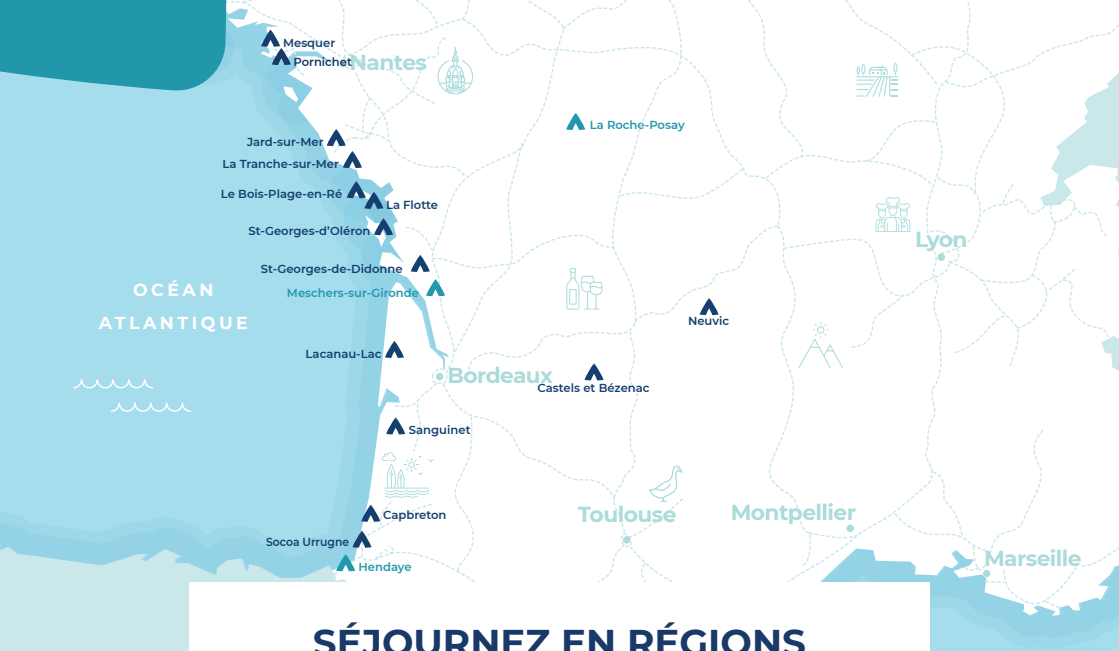 Mesquer
Pornichet
Nantes
La Roche-Posay
Jard-sur-Mer
La Tranche-sur-Mer
Le Bois-Plage-en-Ré
La Flotte
St-Georges-d'Oléron
Lyon
St-Georges-de-Didonne
Meschers-sur-Gironde
OCÉAN
ATLANTIQUE
Neuvic
Lacanau-Lac
Bordeaux
Castels et Bézenac
Sanguinet
Capbreton
Toulouse
Montpellier
Socoa Urrugne
Hendaye
Marseille
SÉJOURNEZ EN RÉGIONS